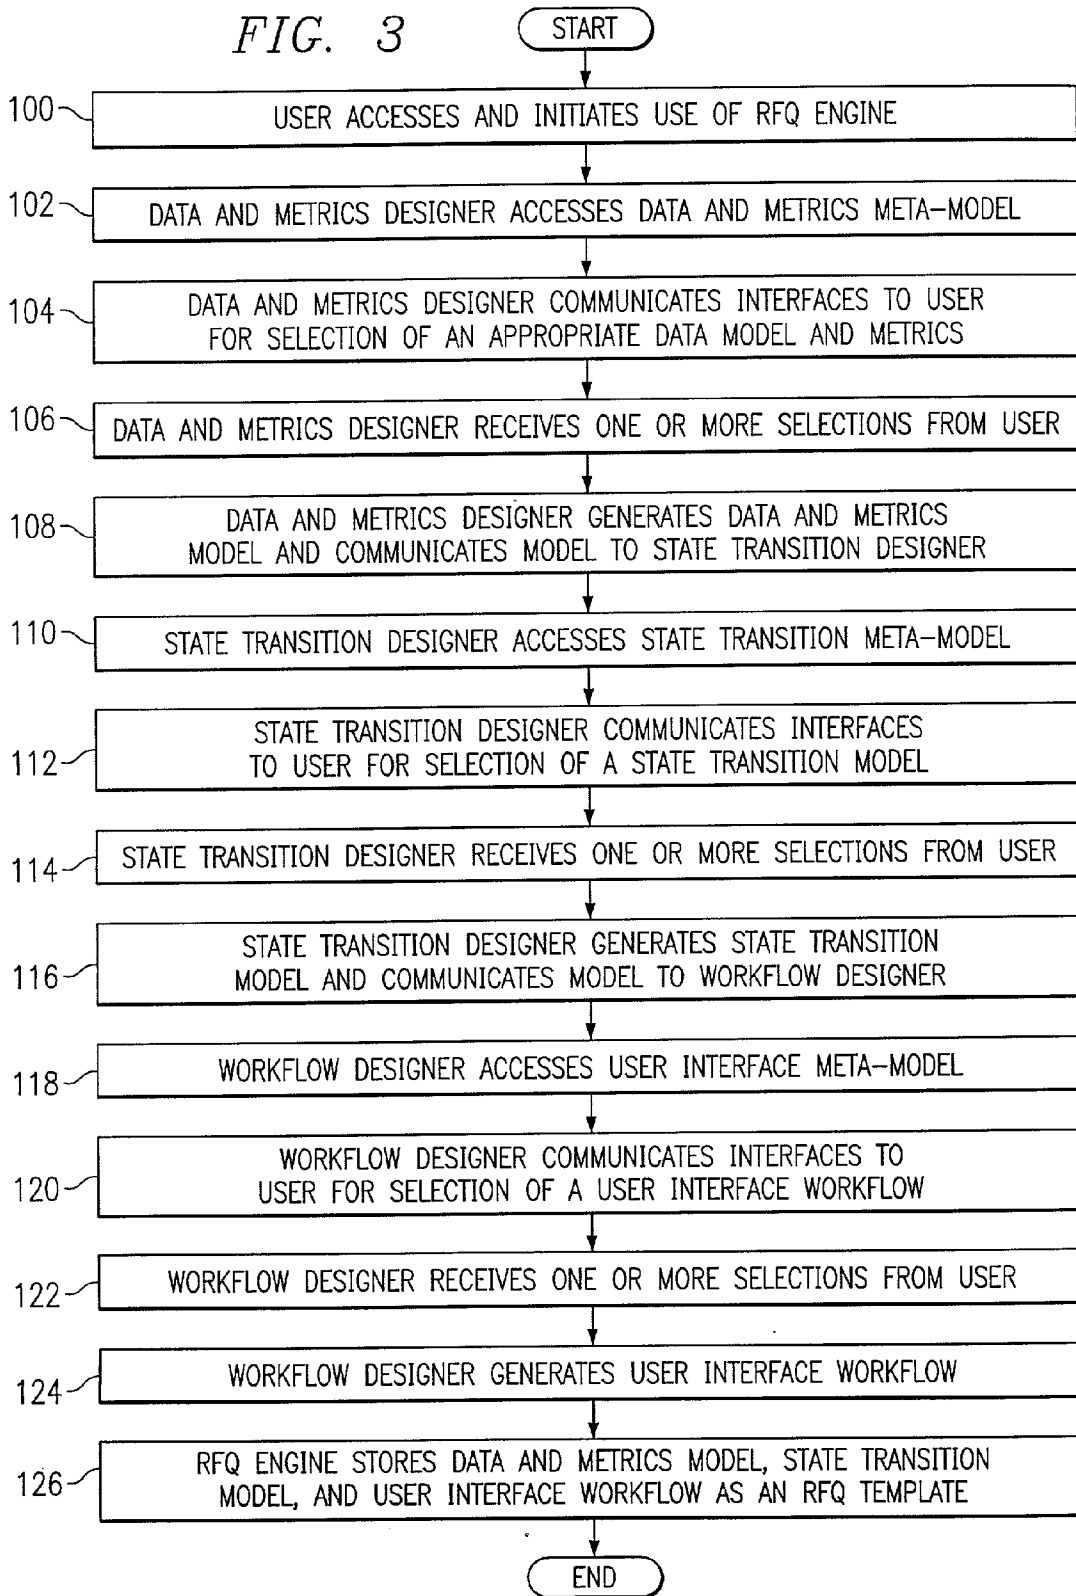 FIG. 3
START
100
USER ACCESSES AND INITIATES USE OF RFQ ENGINE
102
DATA AND METRICS DESIGNER ACCESSES DATA AND METRICS META-MODEL
104
DATA AND METRICS DESIGNER COMMUNICATES INTERFACES TO USER
FOR SELECTION OF AN APPROPRIATE DATA MODEL AND METRICS
106
DATA AND METRICS DESIGNER RECEIVES ONE OR MORE SELECTIONS FROM USER
108
DATA AND METRICS DESIGNER GENERATES DATA AND METRICS
MODEL AND COMMUNICATES MODEL TO STATE TRANSITION DESIGNER
110
STATE TRANSITION DESIGNER ACCESSES STATE TRANSITION META-MODEL
112
STATE TRANSITION DESIGNER COMMUNICATES INTERFACES
TO USER FOR SELECTION OF A STATE TRANSITION MODEL
114
STATE TRANSITION DESIGNER RECEIVES ONE OR MORE SELECTIONS FROM USER
116
STATE TRANSITION DESIGNER GENERATES STATE TRANSITION
MODEL AND COMMUNICATES MODEL TO WORKFLOW DESIGNER
118
WORKFLOW DESIGNER ACCESSES USER INTERFACE META-MODEL
120
WORKFLOW DESIGNER COMMUNICATES INTERFACES TO
USER FOR SELECTION OF A USER INTERFACE WORKFLOW
122
WORKFLOW DESIGNER RECEIVES ONE OR MORE SELECTIONS FROM USER
124
WORKFLOW DESIGNER GENERATES USER INTERFACE WORKFLOW
126
RFQ ENGINE STORES DATA AND METRICS MODEL, STATE TRANSITION
MODEL, AND USER INTERFACE WORKFLOW AS AN RFQ TEMPLATE
END